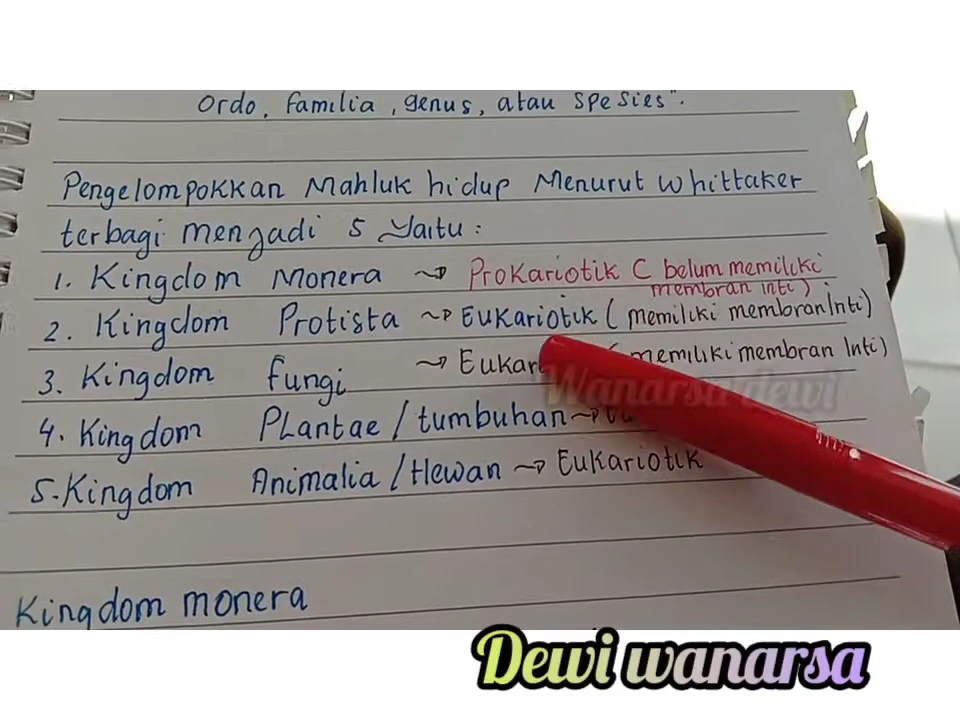 Ordo, familia, genus, atau spesies".
Pengelompokkan Mahluk hidup Menurut Whittaker
terbagi menjadi 5 Yaitu :
1. Kingdom Monera → Prokariotik ( belum memiliki
membran inti)
2. Kingdom Protista → Eukariotik ( memiliki membran Inti)
3. Kingdom fungi → memiliki membran Inti)
4. Kingdom Plantae / tumbuhan →
5. Kingdom Animalia / Hewan → Eukariotik
Kingdom monera
Wanarsa dewi
Dewi wanarsa